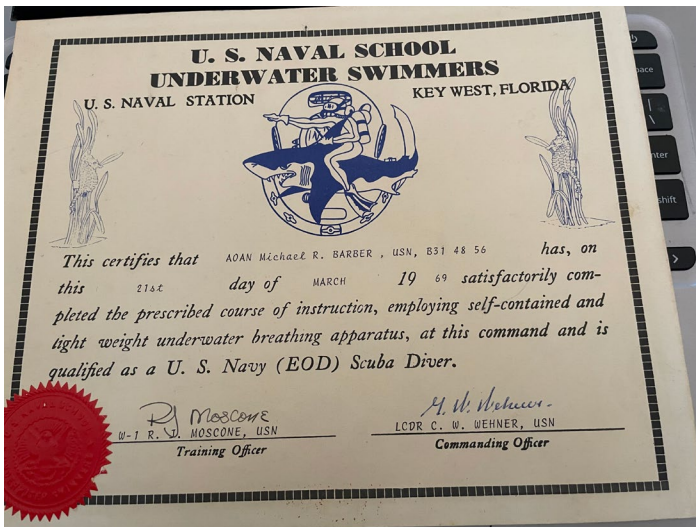 U. S. NAVAL SCHOOL
UNDERWATER SWIMMERS
U. S. NAVAL STATION KEY WEST, FLORIDA
This certifies that AOAN Michael R. BARBER , USN, B31 48 56 has, on
this 21st day of MARCH 19 69 satisfactorily com-
pleted the prescribed course of instruction, employing self-contained and
light weight underwater breathing apparatus, at this command and is
qualified as a U. S. Navy (EOD) Scuba Diver.
RJ Moscone
W-1 R. J. MOSCONE, USN
Training Officer
LCDR C. W. WEHNER, USN
Commanding Officer
\
shift